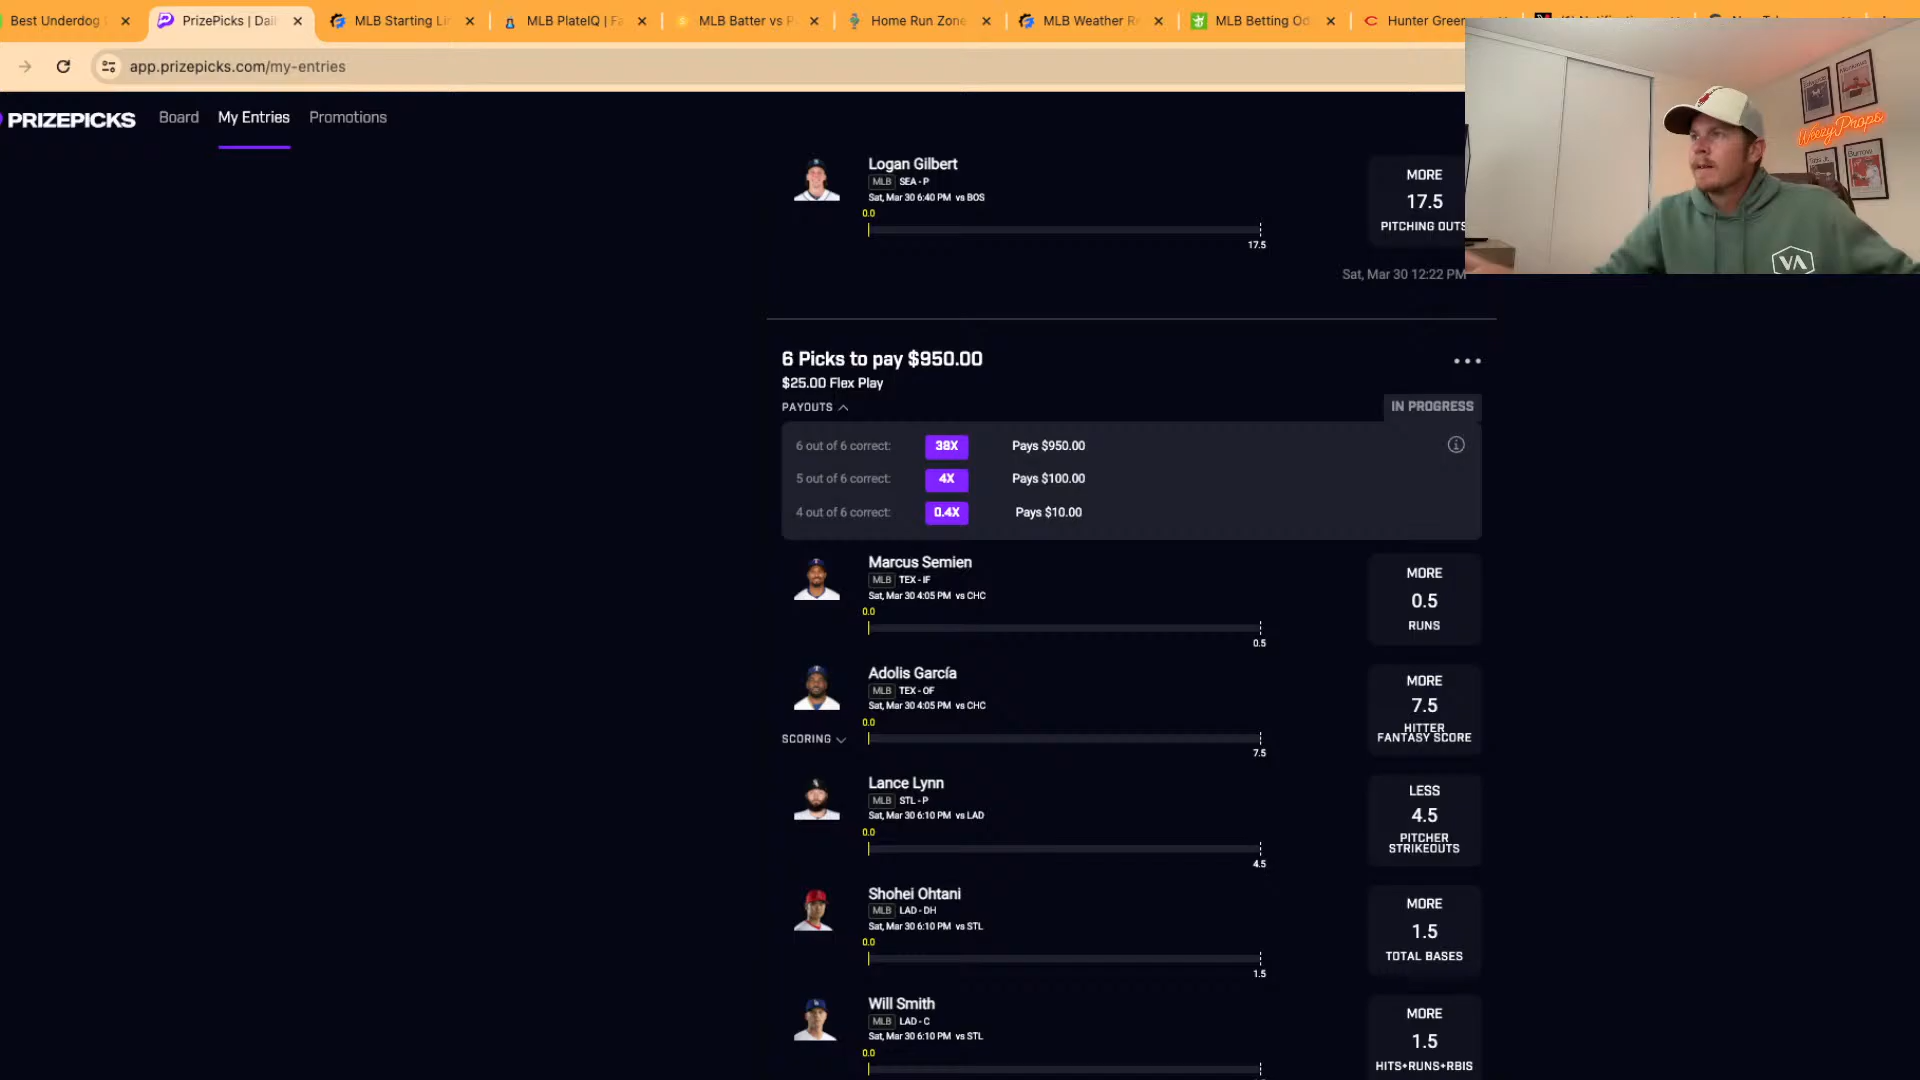 Best Underdog
PrizePicks | Dail
MLB Starting Li
MLB PlateIQ | Fa
MLB Batter vs P
Home Run Zone
MLB Weather R
MLB Betting Od
Hunter Green
app.prizepicks.com/my-entries
PRIZEPICKS
Board
My Entries
Promotions
WeezyProps
VA
Logan Gilbert
MLB SEA - P
Sat, Mar 30 6:40 PM vs BOS
0.0
17.5
MORE
17.5
PITCHING OUTS
Sat, Mar 30 12:22 PM
6 Picks to pay $950.00
$25.00 Flex Play
PAYOUTS
IN PROGRESS
6 out of 6 correct: 38X Pays $950.00
5 out of 6 correct: 4X Pays $100.00
4 out of 6 correct: 0.4X Pays $10.00
Marcus Semien
MLB TEX - IF
Sat, Mar 30 4:05 PM vs CHC
0.0
0.5
MORE
0.5
RUNS
Adolis García
MLB TEX - OF
Sat, Mar 30 4:05 PM vs CHC
0.0
SCORING
7.5
MORE
7.5
HITTER
FANTASY SCORE
Lance Lynn
MLB STL - P
Sat, Mar 30 6:10 PM vs LAD
0.0
4.5
LESS
4.5
PITCHER
STRIKEOUTS
Shohei Ohtani
MLB LAD - DH
Sat, Mar 30 6:10 PM vs STL
0.0
1.5
MORE
1.5
TOTAL BASES
Will Smith
MLB LAD - C
Sat, Mar 30 6:10 PM vs STL
0.0
MORE
1.5
HITS+RUNS+RBIS